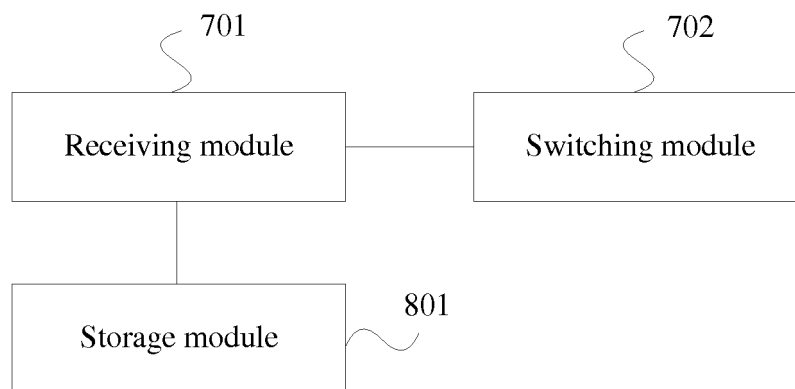 701
702
Receiving module
Switching module
801
Storage module